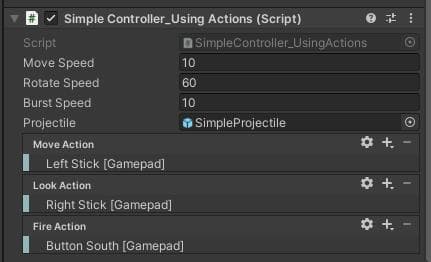 Simple Controller_Using Actions (Script)
Script SimpleController_UsingActions
Move Speed 10
Rotate Speed 60
Burst Speed 10
Projectile SimpleProjectile
Move Action
Left Stick [Gamepad]
Look Action
Right Stick [Gamepad]
Fire Action
Button South [Gamepad]